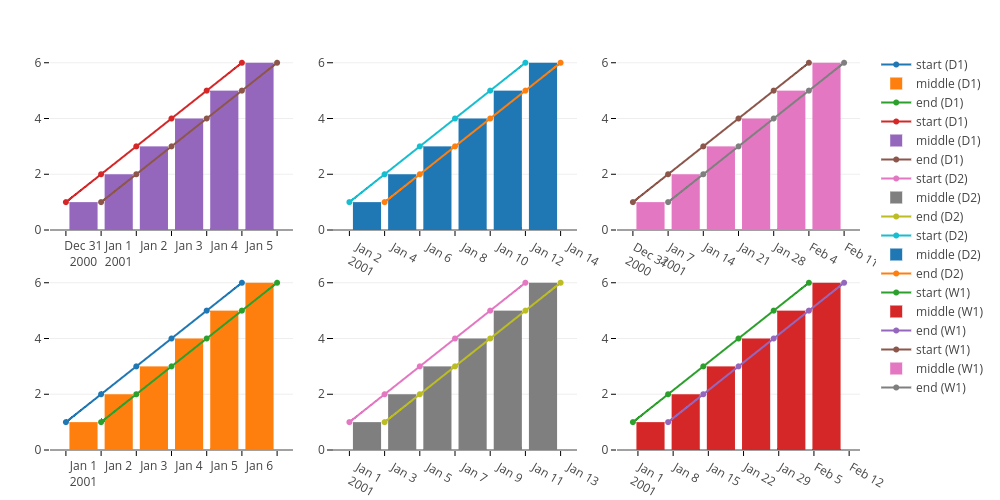 6
4
2
0
Dec 31 Jan 1 Jan 2 Jan 3 Jan 4 Jan 5
2000 2001
6
4
2
0
Jan 2 Jan 4 Jan 6 Jan 8 Jan 10 Jan 12 Jan 14
2001
6
4
2
0
Dec 31 Jan 7 Jan 14 Jan 21 Jan 28 Feb 4 Feb 11
2000 2001
6
4
2
0
Jan 1 Jan 2 Jan 3 Jan 4 Jan 5 Jan 6
2001
6
4
2
0
Jan 1 Jan 3 Jan 5 Jan 7 Jan 9 Jan 11 Jan 13
2001
6
4
2
0
Jan 1 Jan 8 Jan 15 Jan 22 Jan 29 Feb 5 Feb 12
2001
start (D1)
middle (D1)
end (D1)
start (D1)
middle (D1)
end (D1)
start (D2)
middle (D2)
end (D2)
start (D2)
middle (D2)
end (D2)
start (W1)
middle (W1)
end (W1)
start (W1)
middle (W1)
end (W1)